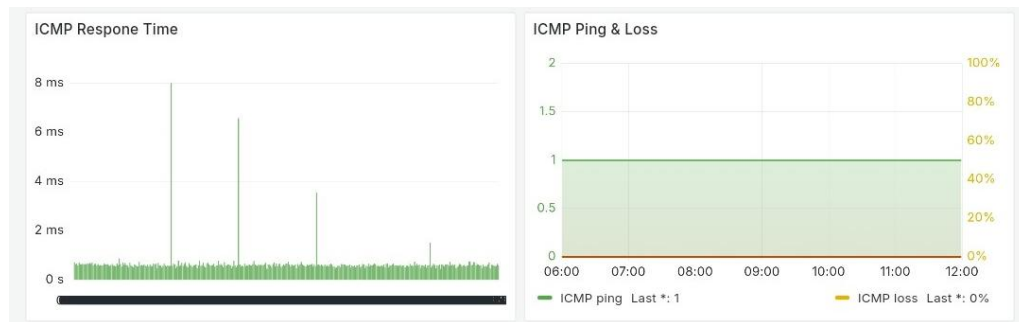 ICMP Respone Time
8 ms
6 ms
4 ms
2 ms
0 s
ICMP Ping & Loss
2
1.5
1
0.5
0
100%
80%
60%
40%
20%
0%
06:00 07:00 08:00 09:00 10:00 11:00 12:00
ICMP ping Last *: 1
ICMP loss Last *: 0%